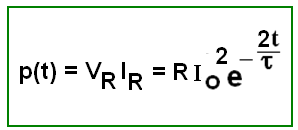 p(t) = V_R I_R = R I_o^2 e^{-2t/τ}